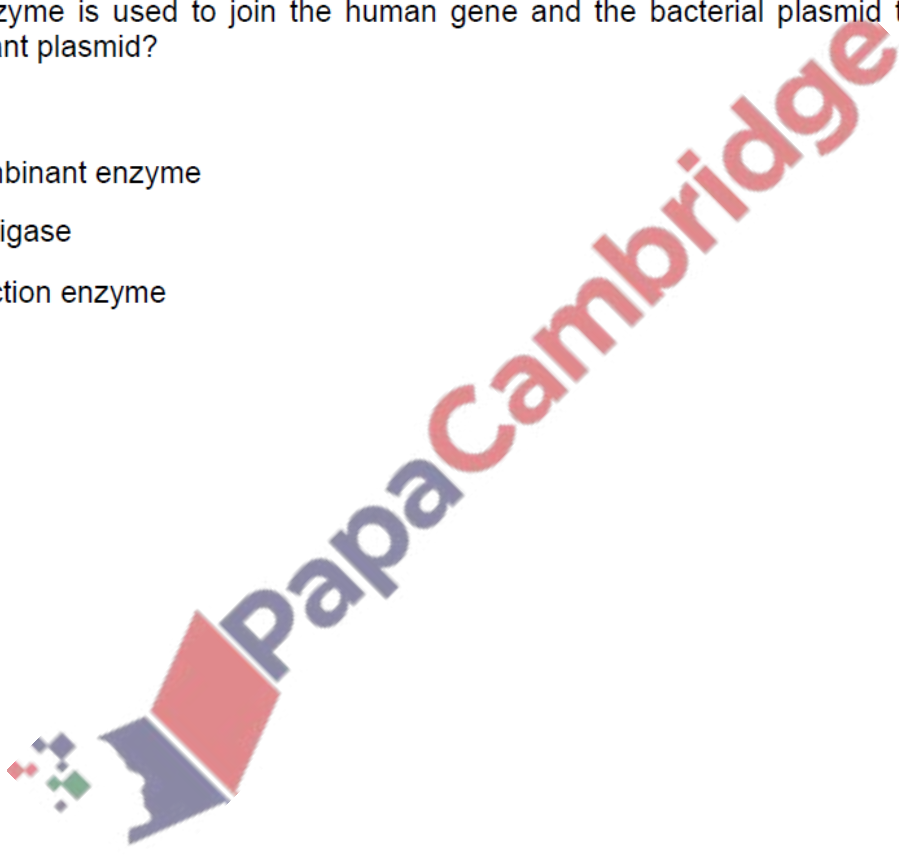 zyme is used to join the human gene and the bacterial plasmid t
nt plasmid?
binant enzyme
igase
ction enzyme
PapaCambridge